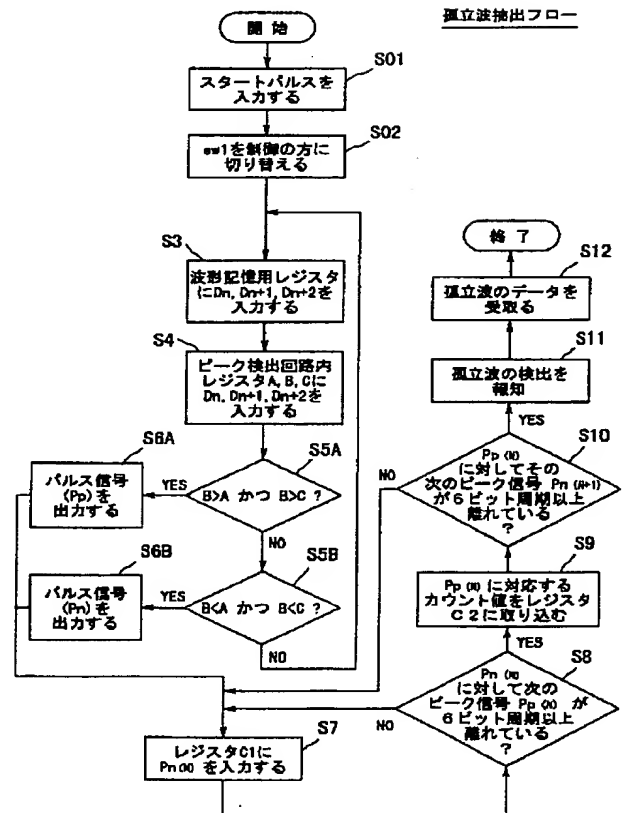 孤立波抽出フロー
開 始
S01
スタートパルスを
入力する
S02
sw1を制御の方に
切り替える
S3
波形記憶用レジスタ
にDn,Dn+1,Dn+2を
入力する
S4
ピーク検出回路内
レジスタA,B,Cに
Dn,Dn+1,Dn+2を
入力する
S5A
B>A かつ B>C ?
YES
NO
S6A
パルス信号
(Pp)を
出力する
S5B
B<A かつ B<C ?
YES
NO
S6B
パルス信号
(Pn)を
出力する
S7
レジスタC1に
Pn(N) を入力する
S8
Pn(N)
に対して次の
ピーク信号 Pp(N) が
6ビット周期以上
離れている
?
NO
YES
S9
Pp(N) に対応する
カウント値をレジスタ
C2に取り込む
S10
Pp(N)
に対してその
次のピーク信号 Pn(N+1)
が6ビット周期以上
離れている
?
NO
YES
S11
孤立波の検出を
報知
S12
孤立波のデータを
受取る
終 了